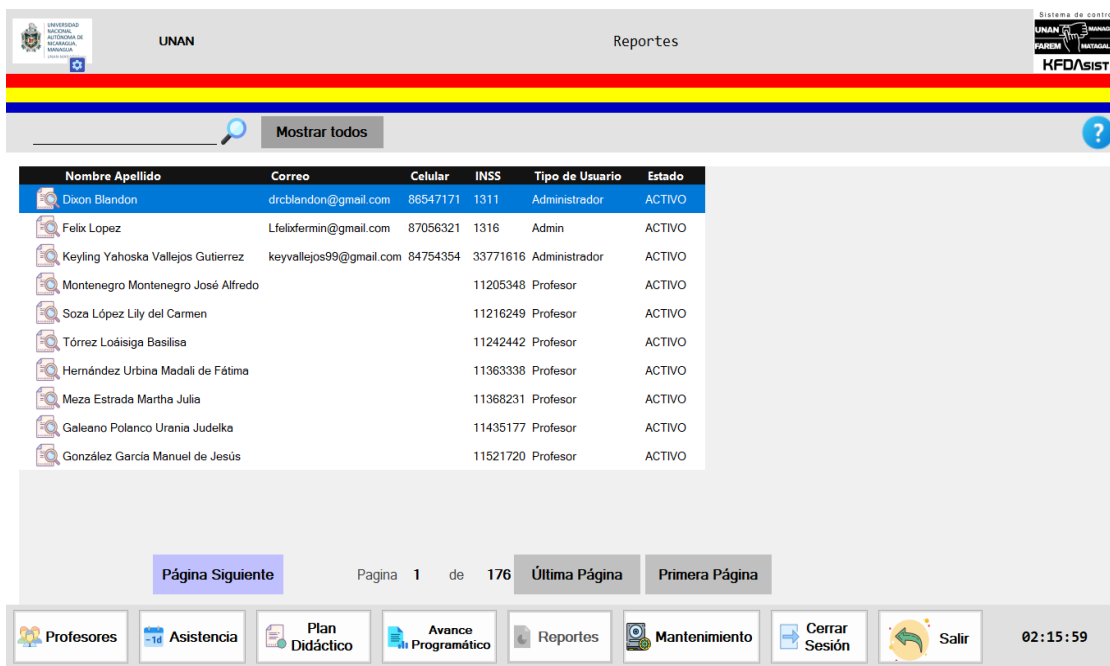 Sistema de contro
UNIVERSIDAD
NACIONAL
AUTÓNOMA DE
NICARAGUA,
MANAGUA
UNAN
Reportes
UNAN MANAG
FAREM MATAGAL
KFDASIST
Mostrar todos
?
Nombre Apellido Correo Celular INSS Tipo de Usuario Estado
Dixon Blandon drcblandon@gmail.com 86547171 1311 Administrador ACTIVO
Felix Lopez Lfelixfermin@gmail.com 87056321 1316 Admin ACTIVO
Keyling Yahoska Vallejos Gutierrez keyvallejos99@gmail.com 84754354 33771616 Administrador ACTIVO
Montenegro Montenegro José Alfredo 11205348 Profesor ACTIVO
Soza López Lily del Carmen 11216249 Profesor ACTIVO
Tórrez Loáisiga Basilisa 11242442 Profesor ACTIVO
Hernández Urbina Madali de Fátima 11363338 Profesor ACTIVO
Meza Estrada Martha Julia 11368231 Profesor ACTIVO
Galeano Polanco Urania Judelka 11435177 Profesor ACTIVO
González García Manuel de Jesús 11521720 Profesor ACTIVO
Página Siguiente Pagina 1 de 176 Última Página Primera Página
Profesores
-1d Asistencia
Plan
Didáctico
Avance
Programático
Reportes
Mantenimiento
Cerrar
Sesión
Salir
02:15:59